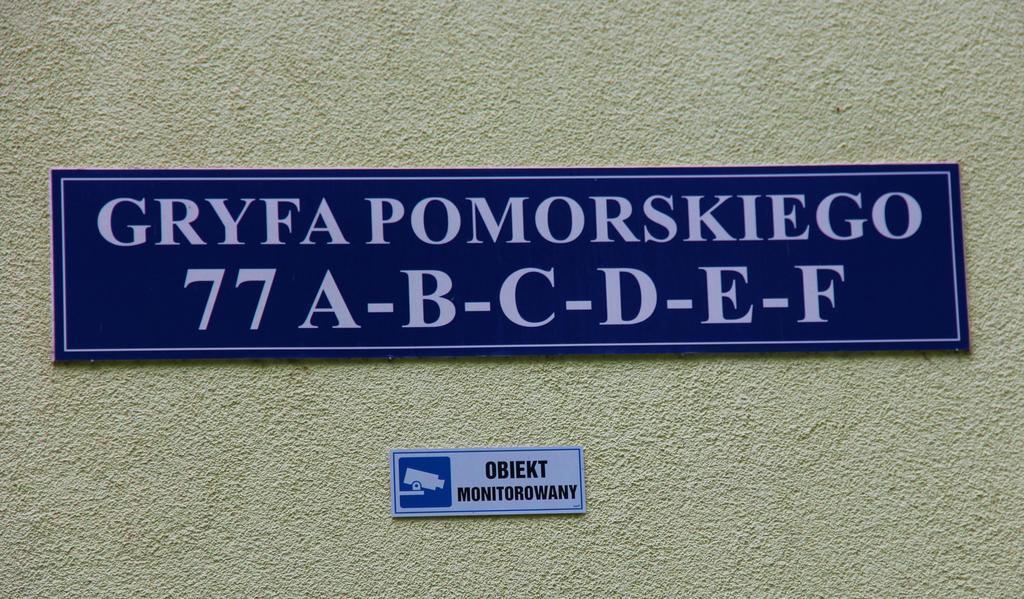 GRYFA POMORSKIEGO
77 A-B-C-D-E-F
OBIEKT
MONITOROWANY